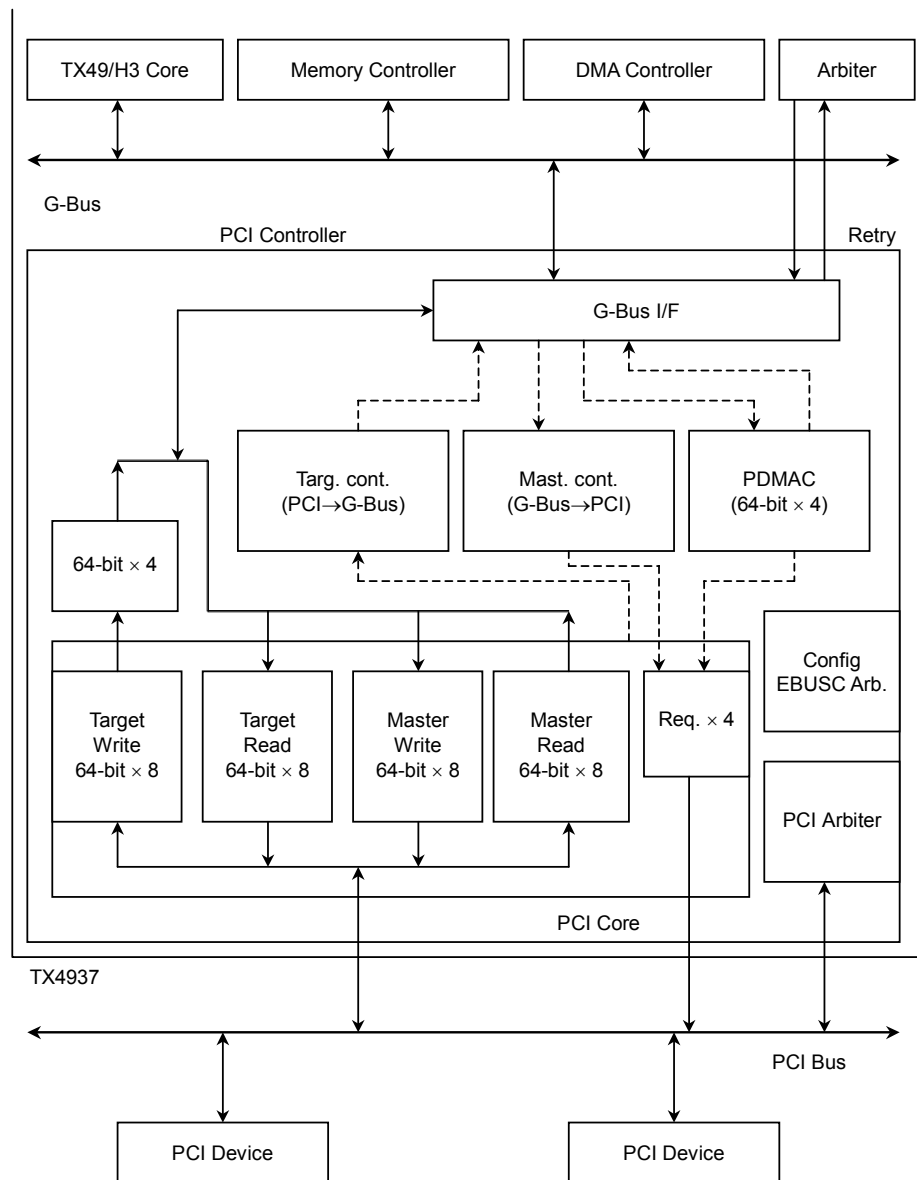 TX49/H3 Core
Memory Controller
DMA Controller
Arbiter
G-Bus
PCI Controller
Retry
G-Bus I/F
Targ. cont.
(PCI→G-Bus)
Mast. cont.
(G-Bus→PCI)
PDMAC
(64-bit × 4)
64-bit × 4
Config
EBUSC Arb.
Target
Write
64-bit × 8
Target
Read
64-bit × 8
Master
Write
64-bit × 8
Master
Read
64-bit × 8
Req. × 4
PCI Arbiter
PCI Core
TX4937
PCI Bus
PCI Device
PCI Device